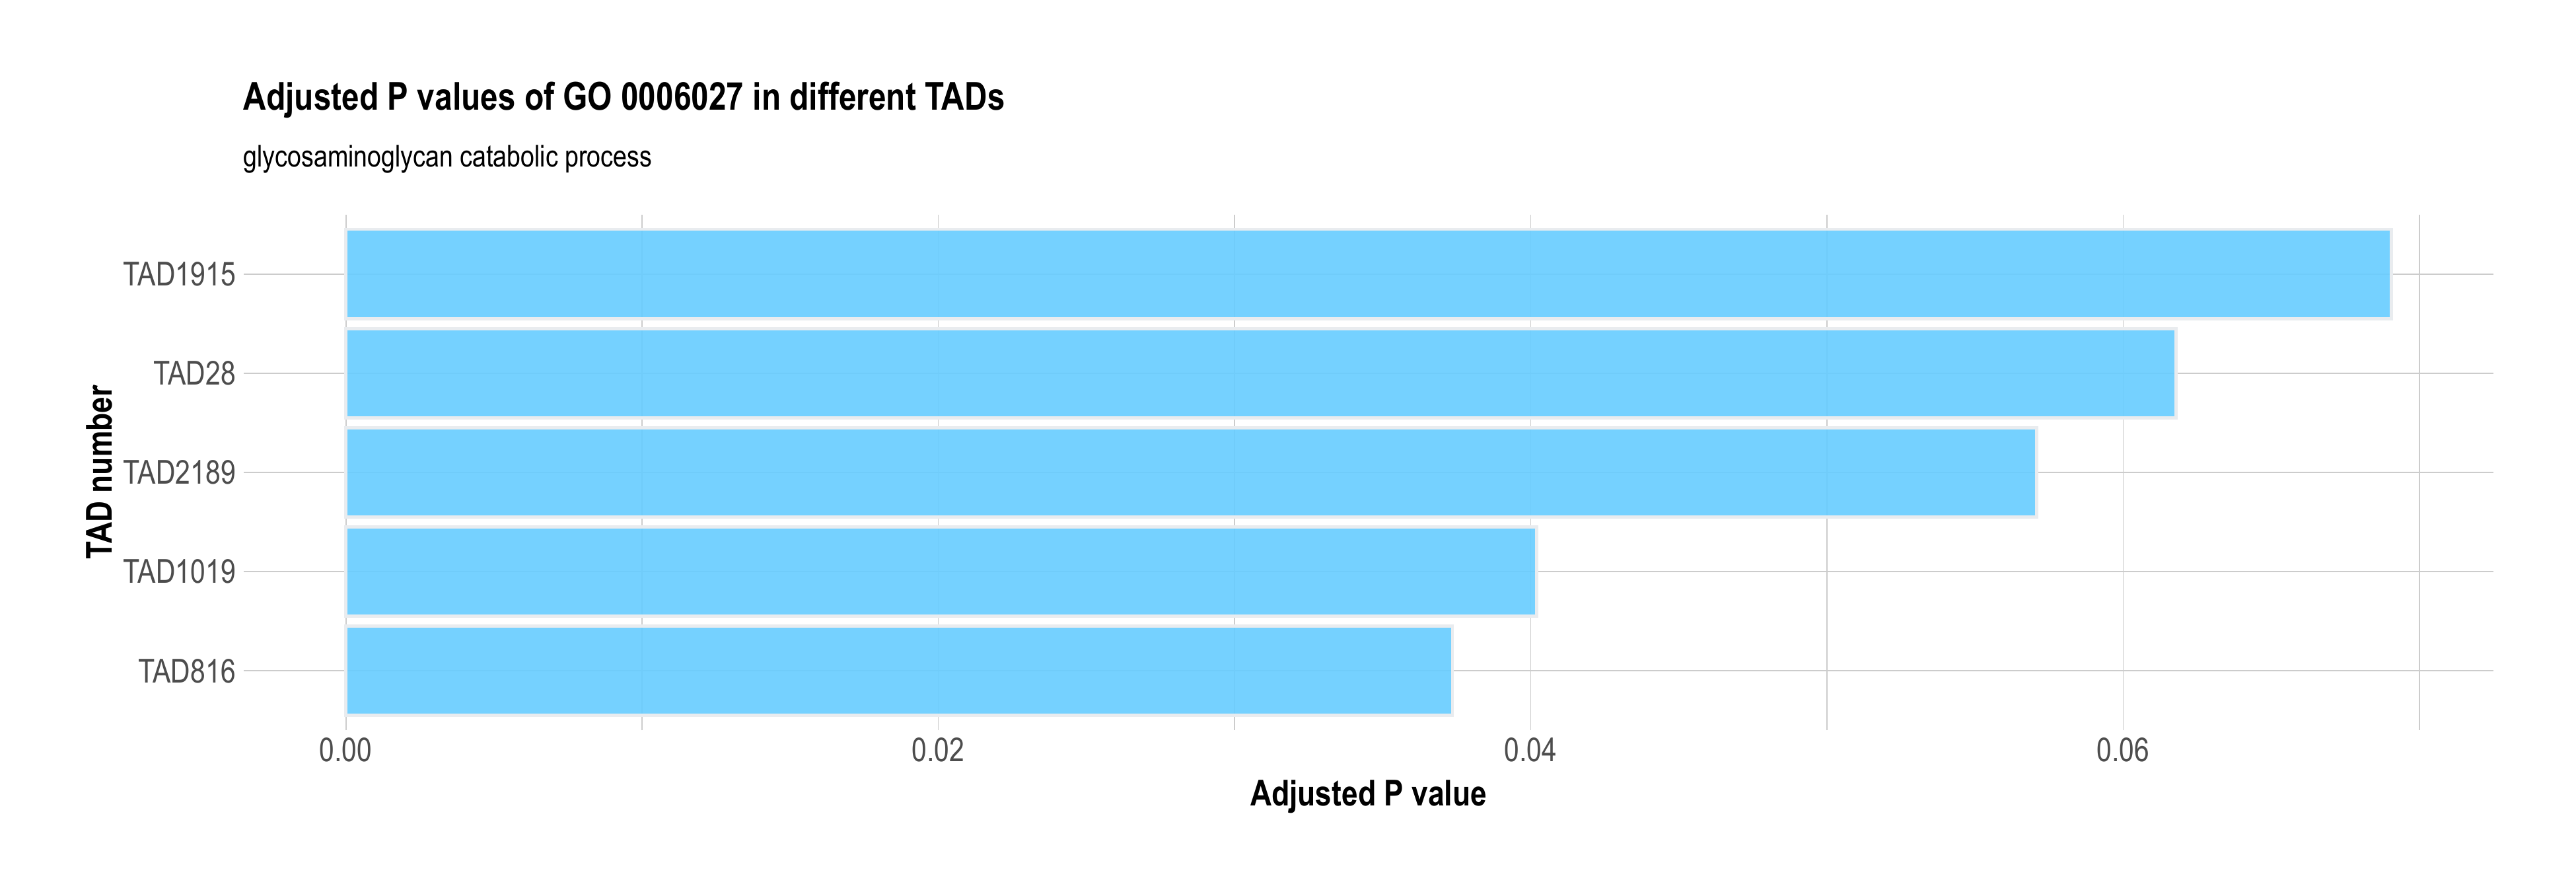 Adjusted P values of GO 0006027 in different TADs
glycosaminoglycan catabolic process
TAD number
TAD1915
TAD28
TAD2189
TAD1019
TAD816
0.00 0.02 0.04 0.06
Adjusted P value